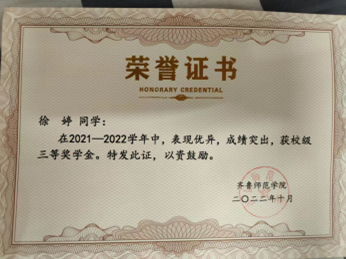 荣誉证书
HONORARY CREDENTIAL
徐 婷 同学：
在2021—2022学年中，表现优异，成绩突出，获校级
三等奖学金。特发此证，以资鼓励。
齐鲁师范学院
二〇二二年十月